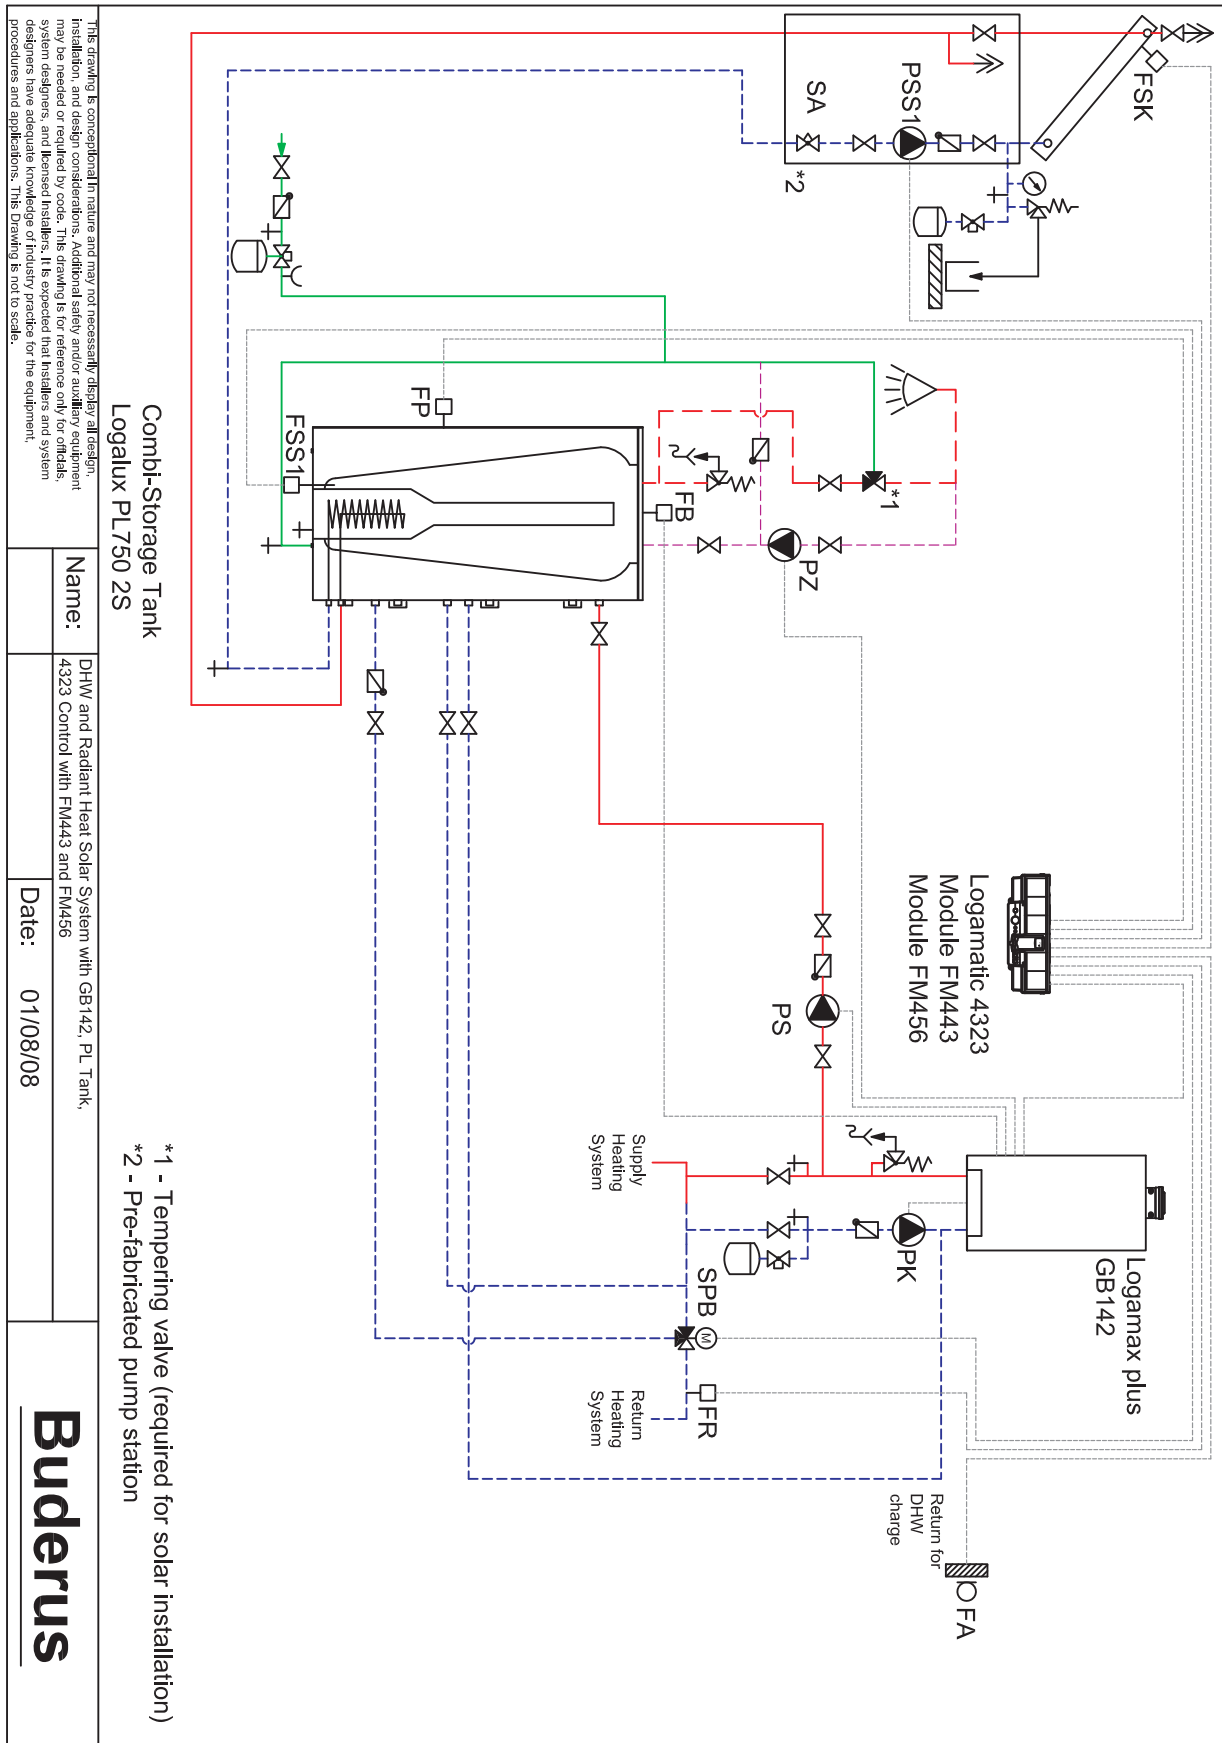 FSK
PSS1
SA
*2
FP
FSS1
FB
*1
PZ
Combi-Storage Tank
Logalux PL750 2S
Logamatic 4323
Module FM443
Module FM456
PS
Supply
Heating
System
PK
Logamax plus
GB142
SPB
M
FR
Return
Heating
System
Return for
DHW
charge
FA
*1 - Tempering valve (required for solar installation)
*2 - Pre-fabricated pump station
This drawing is conceptional in nature and may not necessarily display all design,
installation, and design considerations. Additional safety and/or auxiliary equipment
may be needed or required by code. This drawing is for reference only for officials,
system designers, and licensed installers. It is expected that installers and system
designers have adequate knowledge of industry practice for the equipment,
procedures and applications. This Drawing is not to scale.
Name:
DHW and Radiant Heat Solar System with GB142, PL Tank,
4323 Control with FM443 and FM456
Date: 01/08/08
Buderus